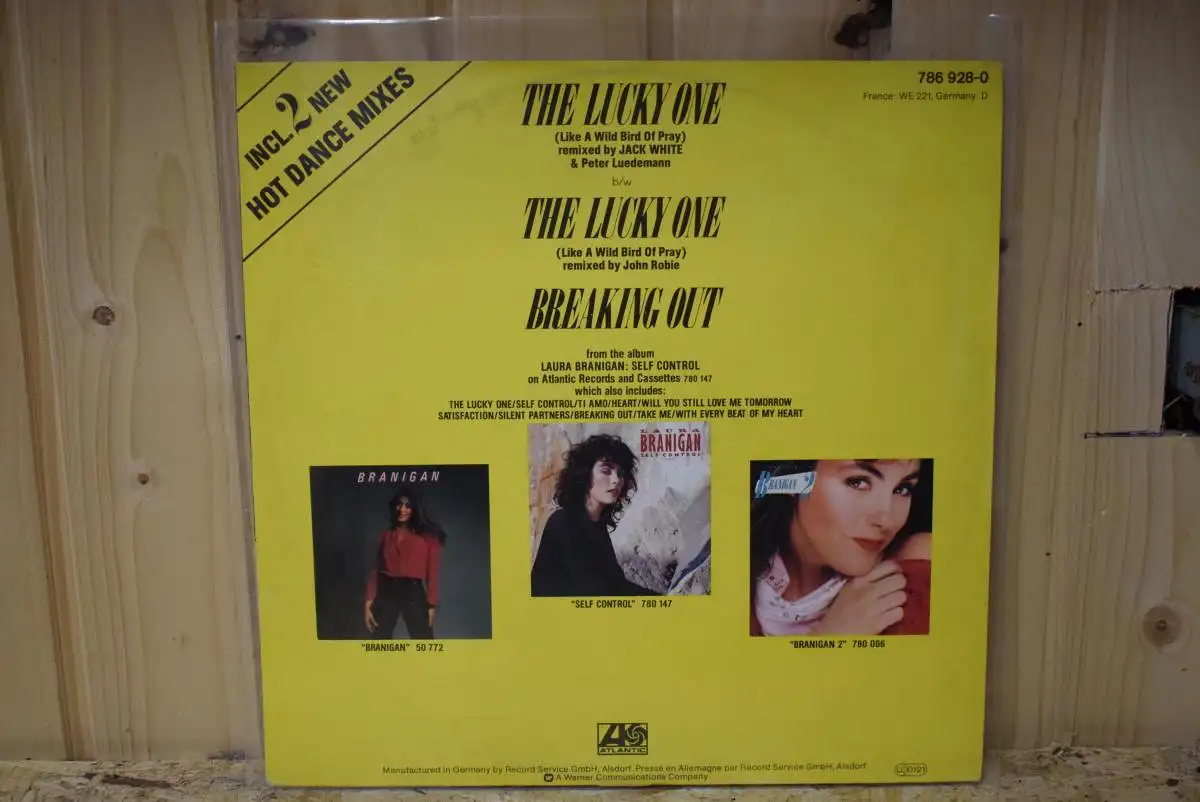 INCL. 2 NEW
HOT DANCE MIXES
786 928-0
France: WE 221, Germany: D
THE LUCKY ONE
(Like A Wild Bird Of Pray)
remixed by JACK WHITE
& Peter Luedemann
b/w
THE LUCKY ONE
(Like A Wild Bird Of Pray)
remixed by John Robie
BREAKING OUT
from the album
LAURA BRANIGAN: SELF CONTROL
on Atlantic Records and Cassettes 780 147
which also includes:
THE LUCKY ONE/SELF CONTROL/TI AMO/HEART/WILL YOU STILL LOVE ME TOMORROW
SATISFACTION/SILENT PARTNERS/BREAKING OUT/TAKE ME/WITH EVERY BEAT OF MY HEART
BRANIGAN
"BRANIGAN" 50 772
LAURA
BRANIGAN
SELF CONTROL
"SELF CONTROL" 780 147
BRANIGAN 2
"BRANIGAN 2" 780 066
ATLANTIC
Manufactured in Germany by Record Service GmbH, Alsdorf. Pressé en Allemagne par Record Service GmbH, Alsdorf
A Warner Communications Company
LC 0121